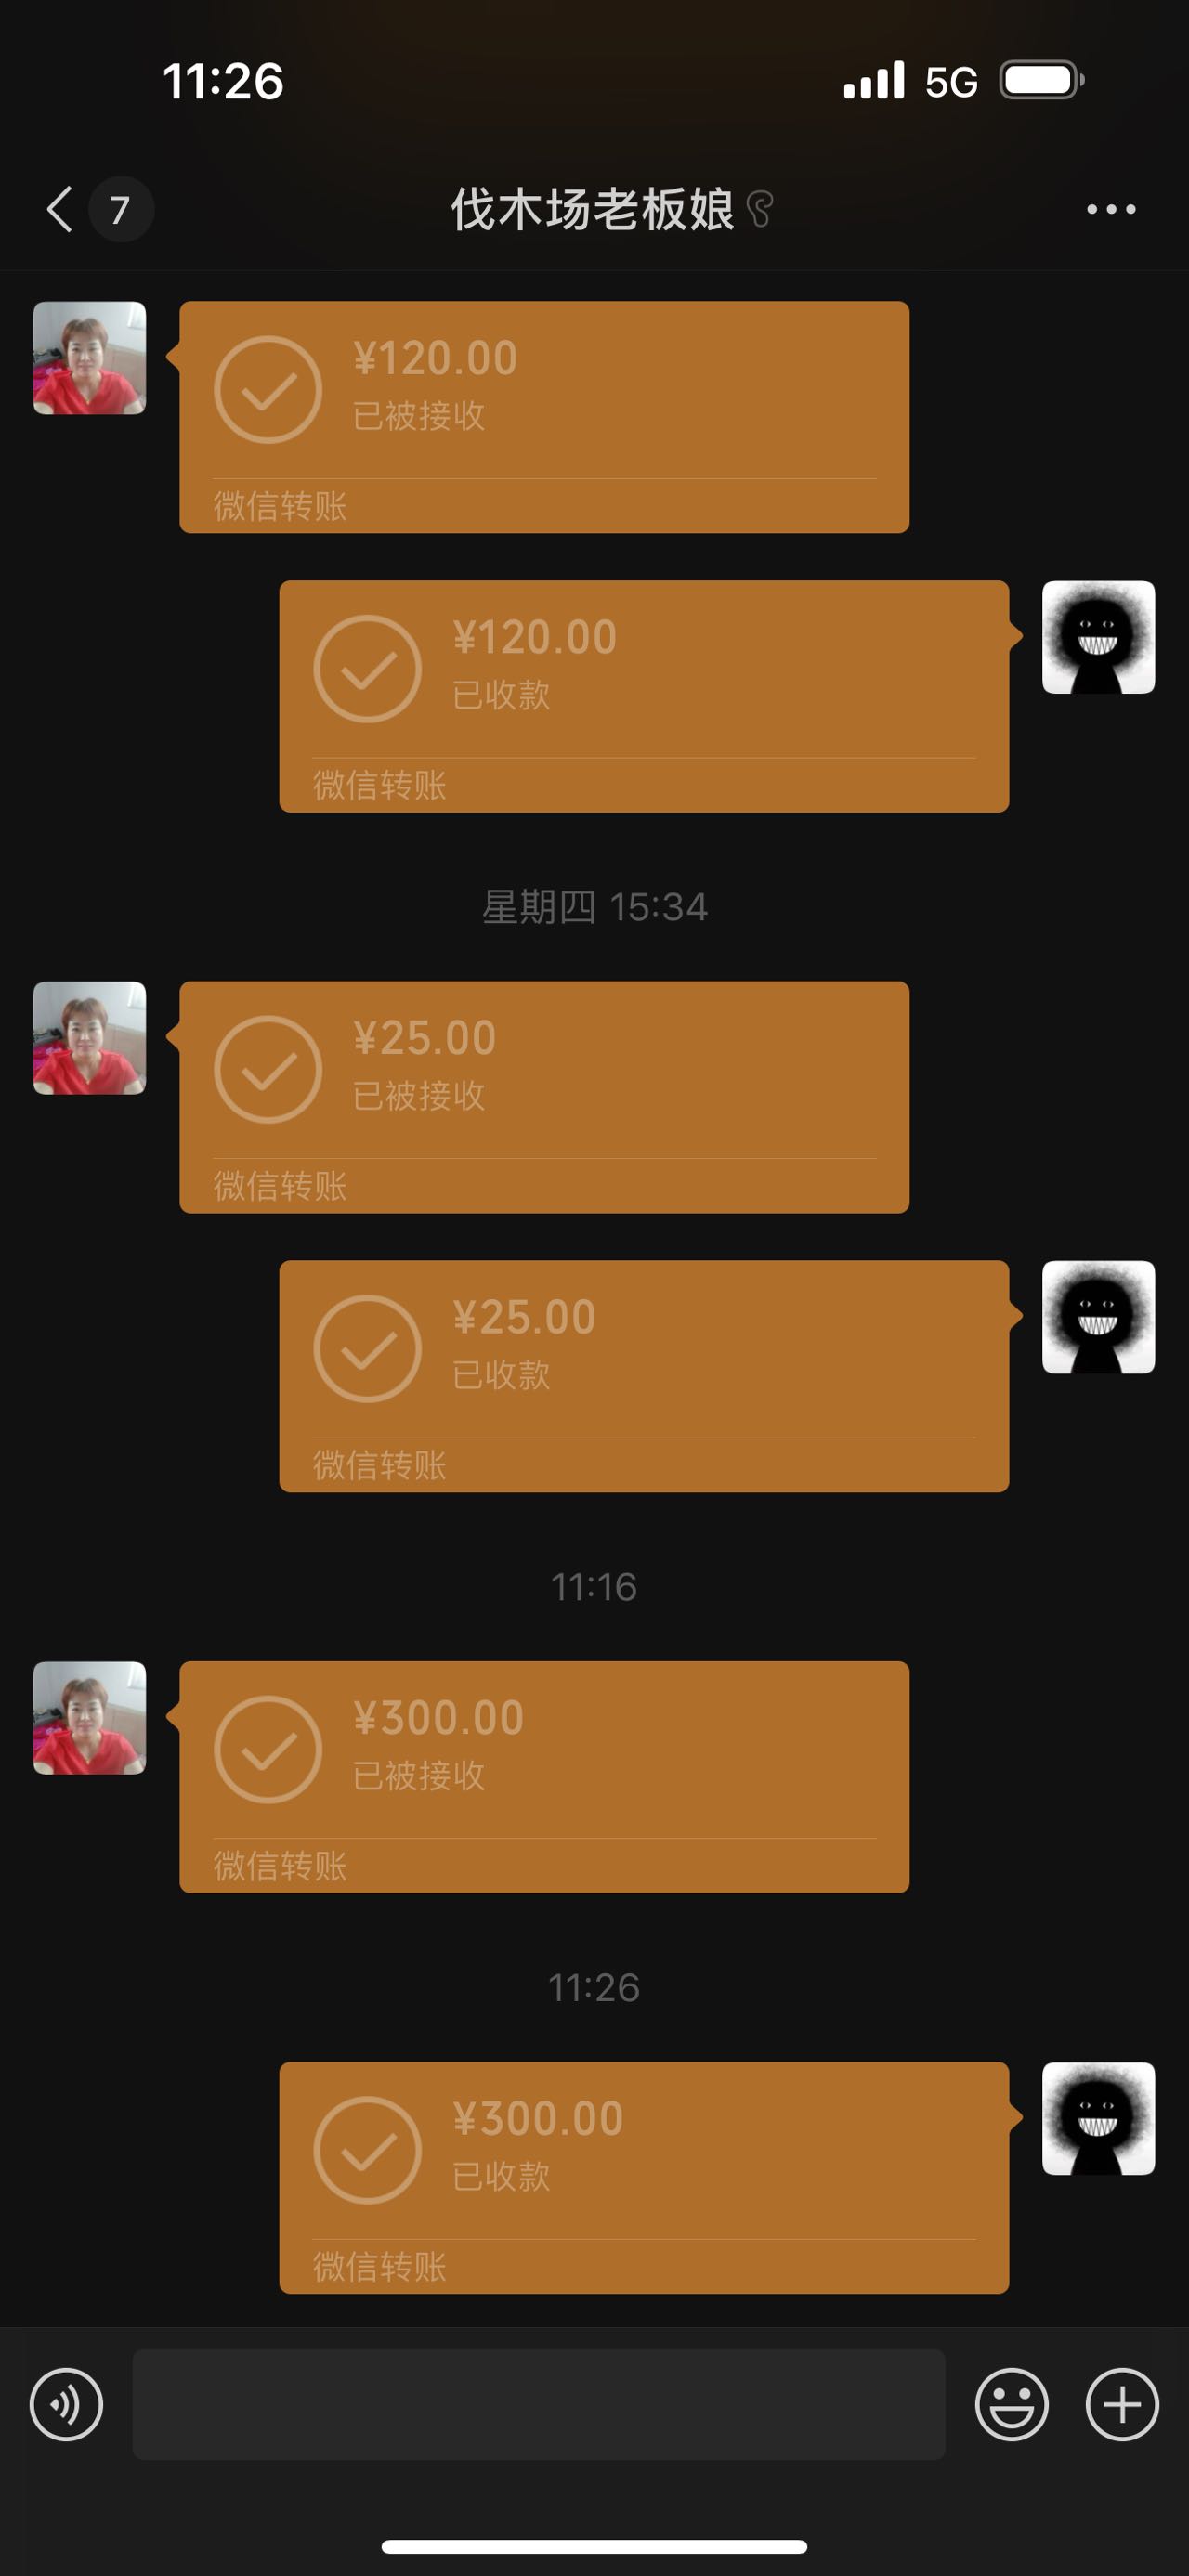 11:26
5G
7
伐木场老板娘
¥120.00
已被接收
微信转账
¥120.00
已收款
微信转账
星期四 15:34
¥25.00
已被接收
微信转账
¥25.00
已收款
微信转账
11:16
¥300.00
已被接收
微信转账
11:26
¥300.00
已收款
微信转账